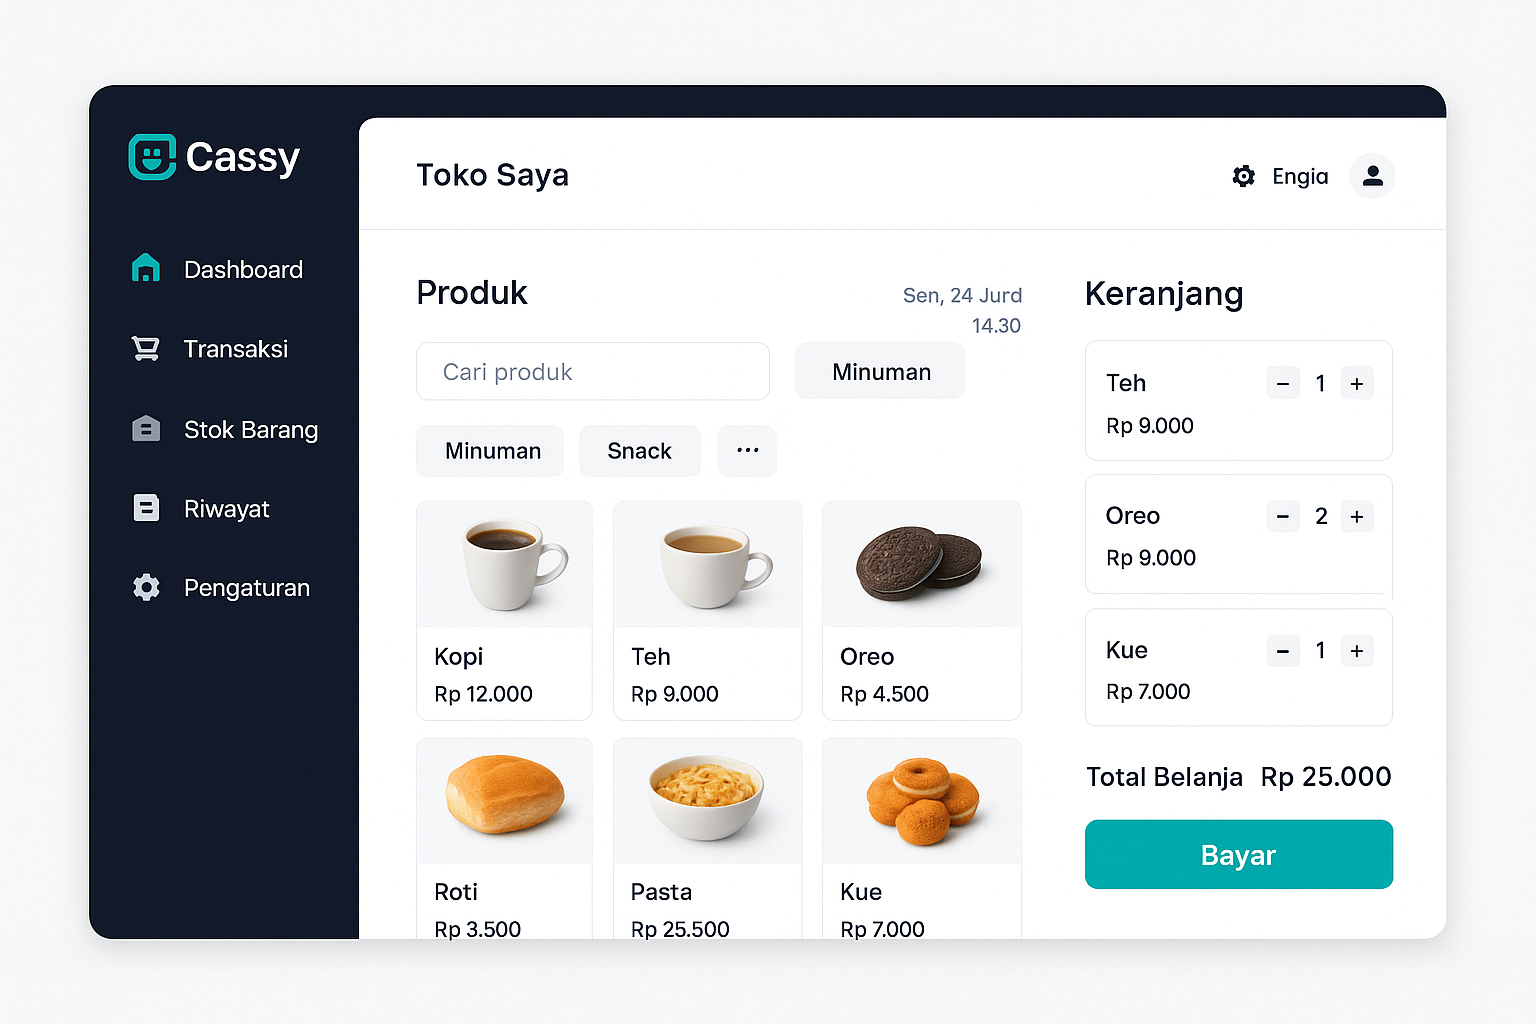 Cassy
Dashboard
Transaksi
Stok Barang
Riwayat
Pengaturan
Toko Saya
Engia
Produk
Sen, 24 Jurd
14.30
Cari produk
Minuman
Minuman
Snack
...
Kopi
Rp 12.000
Teh
Rp 9.000
Oreo
Rp 4.500
Roti
Rp 3.500
Pasta
Rp 25.500
Kue
Rp 7.000
Keranjang
Teh
− 1 +
Rp 9.000
Oreo
− 2 +
Rp 9.000
Kue
− 1 +
Rp 7.000
Total Belanja Rp 25.000
Bayar